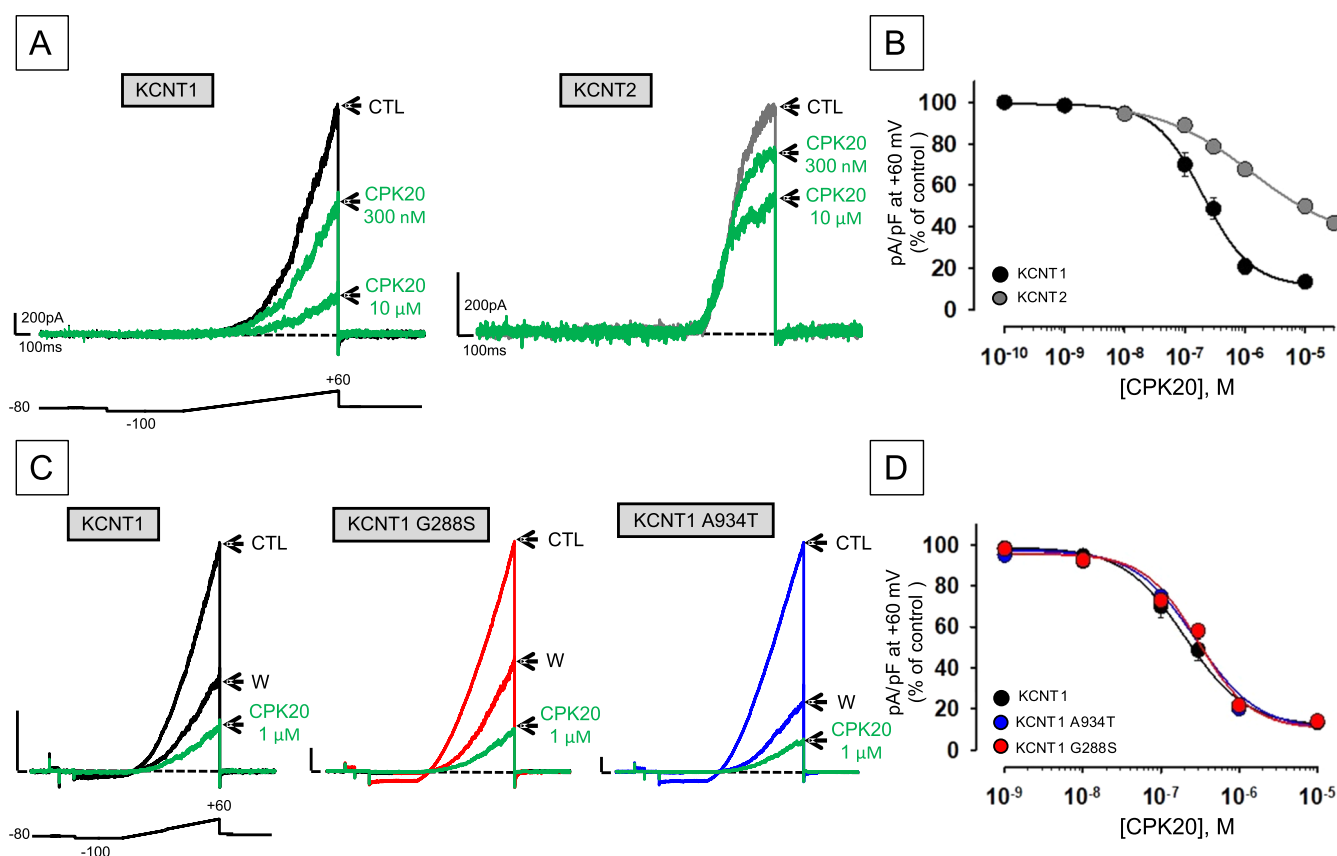 A
KCNT1
CTL
CPK20
300 nM
CPK20
10 µM
200pA
100ms
-80
-100
+60
KCNT2
CTL
CPK20
300 nM
CPK20
10 µM
200pA
100ms
B
pA/pF at +60 mV
(% of control )
100
80
60
40
20
0
KCNT1
KCNT2
10-10 10-9 10-8 10-7 10-6 10-5
[CPK20], M
C
KCNT1
CTL
W
CPK20
1 µM
-80
-100
+60
KCNT1 G288S
CTL
W
CPK20
1 µM
KCNT1 A934T
CTL
W
CPK20
1 µM
D
pA/pF at +60 mV
(% of control )
100
80
60
40
20
0
KCNT1
KCNT1 A934T
KCNT1 G288S
10-9 10-8 10-7 10-6 10-5
[CPK20], M